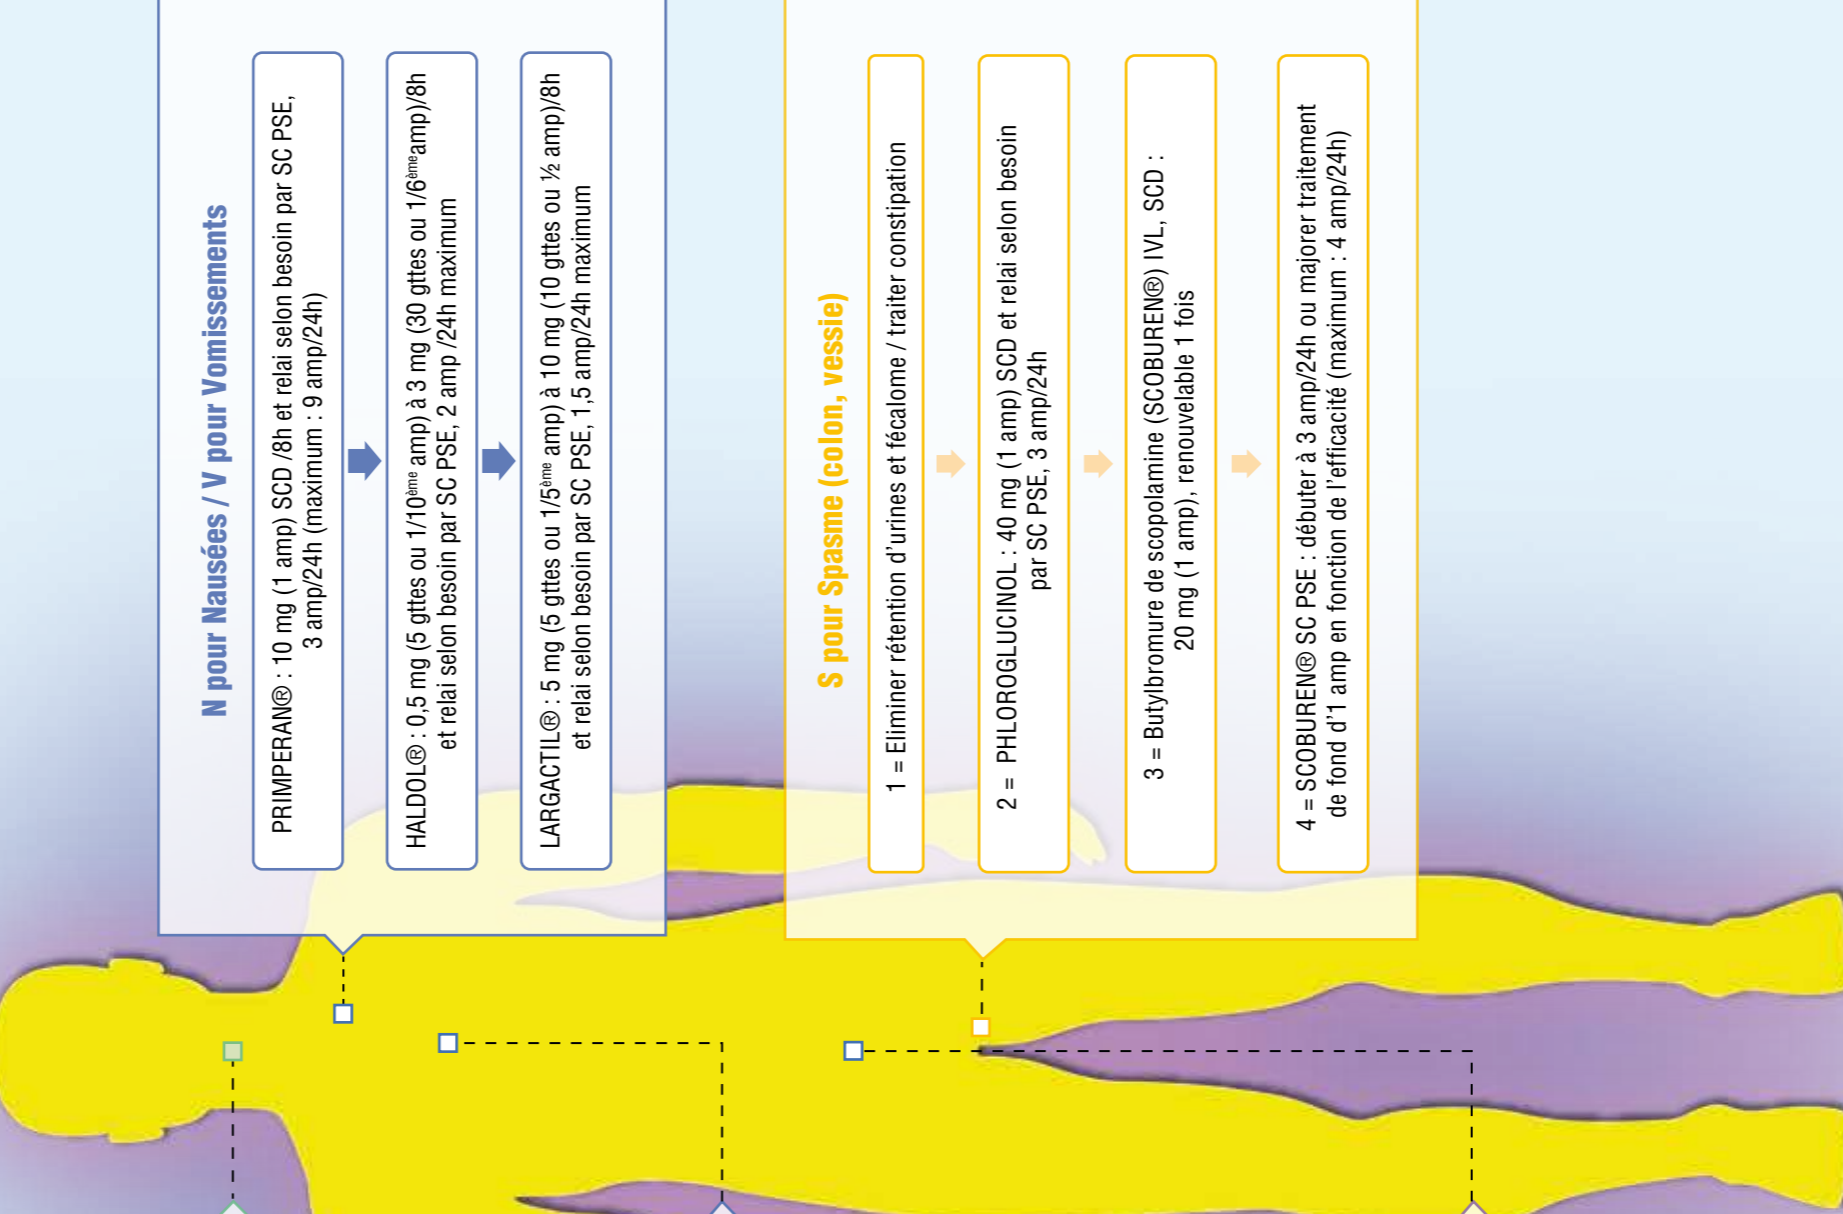 N pour Nausées / V pour Vomissements
PRIMPERAN® : 10 mg (1 amp) SCD /8h et relai selon besoin par SC PSE,
3 amp/24h (maximum : 9 amp/24h)
HALDOL® : 0,5 mg (5 gttes ou 1/10ème amp) à 3 mg (30 gttes ou 1/6èmeamp)/8h
et relai selon besoin par SC PSE, 2 amp /24h maximum
LARGACTIL® : 5 mg (5 gttes ou 1/5ème amp) à 10 mg (10 gttes ou ½ amp)/8h
et relai selon besoin par SC PSE, 1,5 amp/24h maximum
S pour Spasme (colon, vessie)
1 = Eliminer rétention d'urines et fécalome / traiter constipation
2 = PHLOROGLUCINOL : 40 mg (1 amp) SCD et relai selon besoin
par SC PSE, 3 amp/24h
3 = Butylbromure de scopolamine (SCOBUREN®) IVL, SCD :
20 mg (1 amp), renouvelable 1 fois
4 = SCOBUREN® SC PSE : débuter à 3 amp/24h ou majorer traitement
de fond d'1 amp en fonction de l'efficacité (maximum : 4 amp/24h)